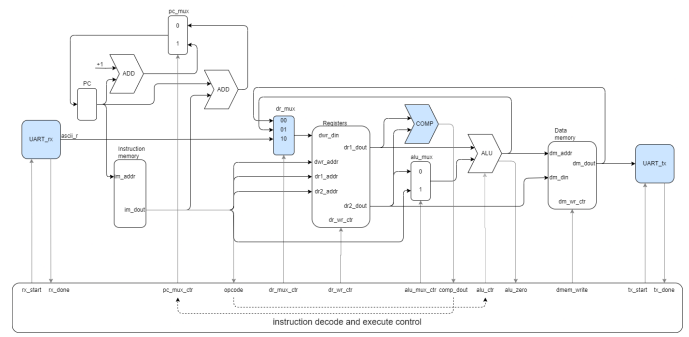 pc_mux
0
1
+1
ADD
PC
ADD
dr_mux
00
01
10
UART_rx
ascii_r
Instruction
memory
im_addr
im_dout
Registers
dwr_din
dr1_dout
dwr_addr
dr1_addr
dr2_addr
dr2_dout
dr_wr_ctr
COMP
alu_mux
0
1
ALU
Data
memory
dm_addr
dm_dout
dm_din
dm_wr_ctr
UART_tx
rx_start
rx_done
pc_mux_ctr
opcode
dr_mux_ctr
dr_wr_ctr
alu_mux_ctr
comp_dout
alu_ctr
alu_zero
dmem_write
tx_start
tx_done
instruction decode and execute control